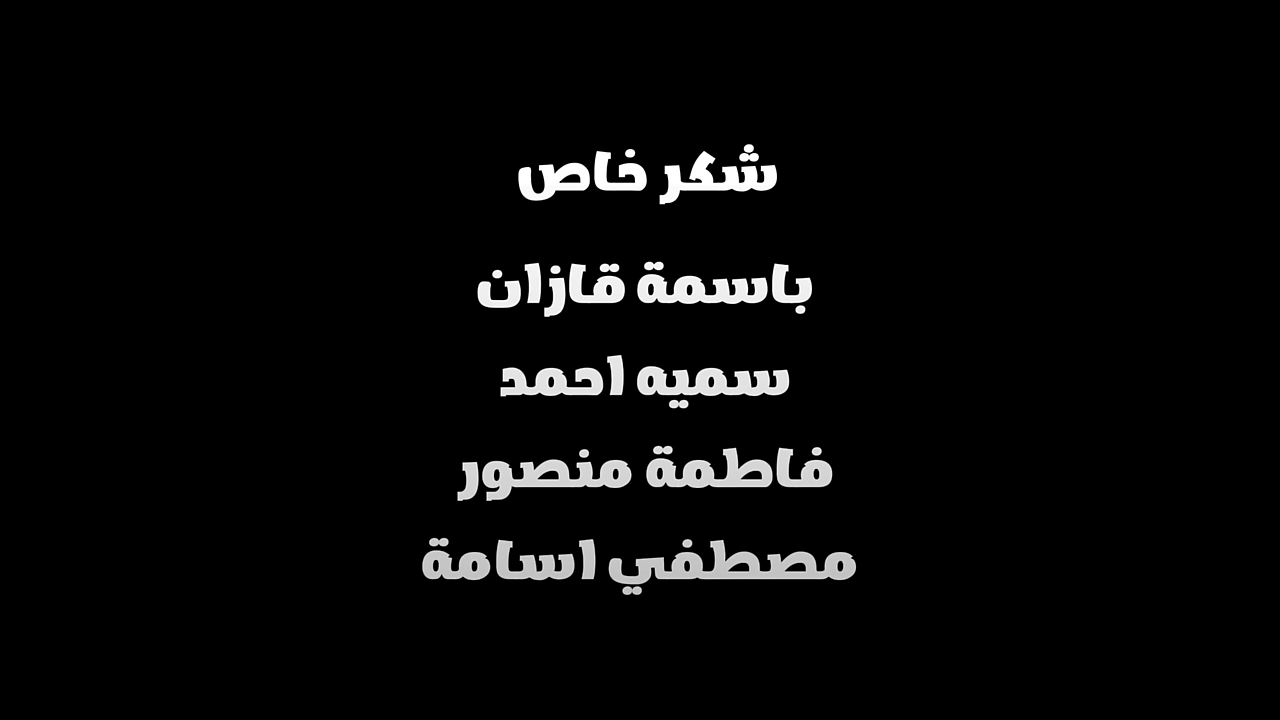 شكر خاص
باسمة قازان
سميه احمد
فاطمة منصور
مصطفي اسامة